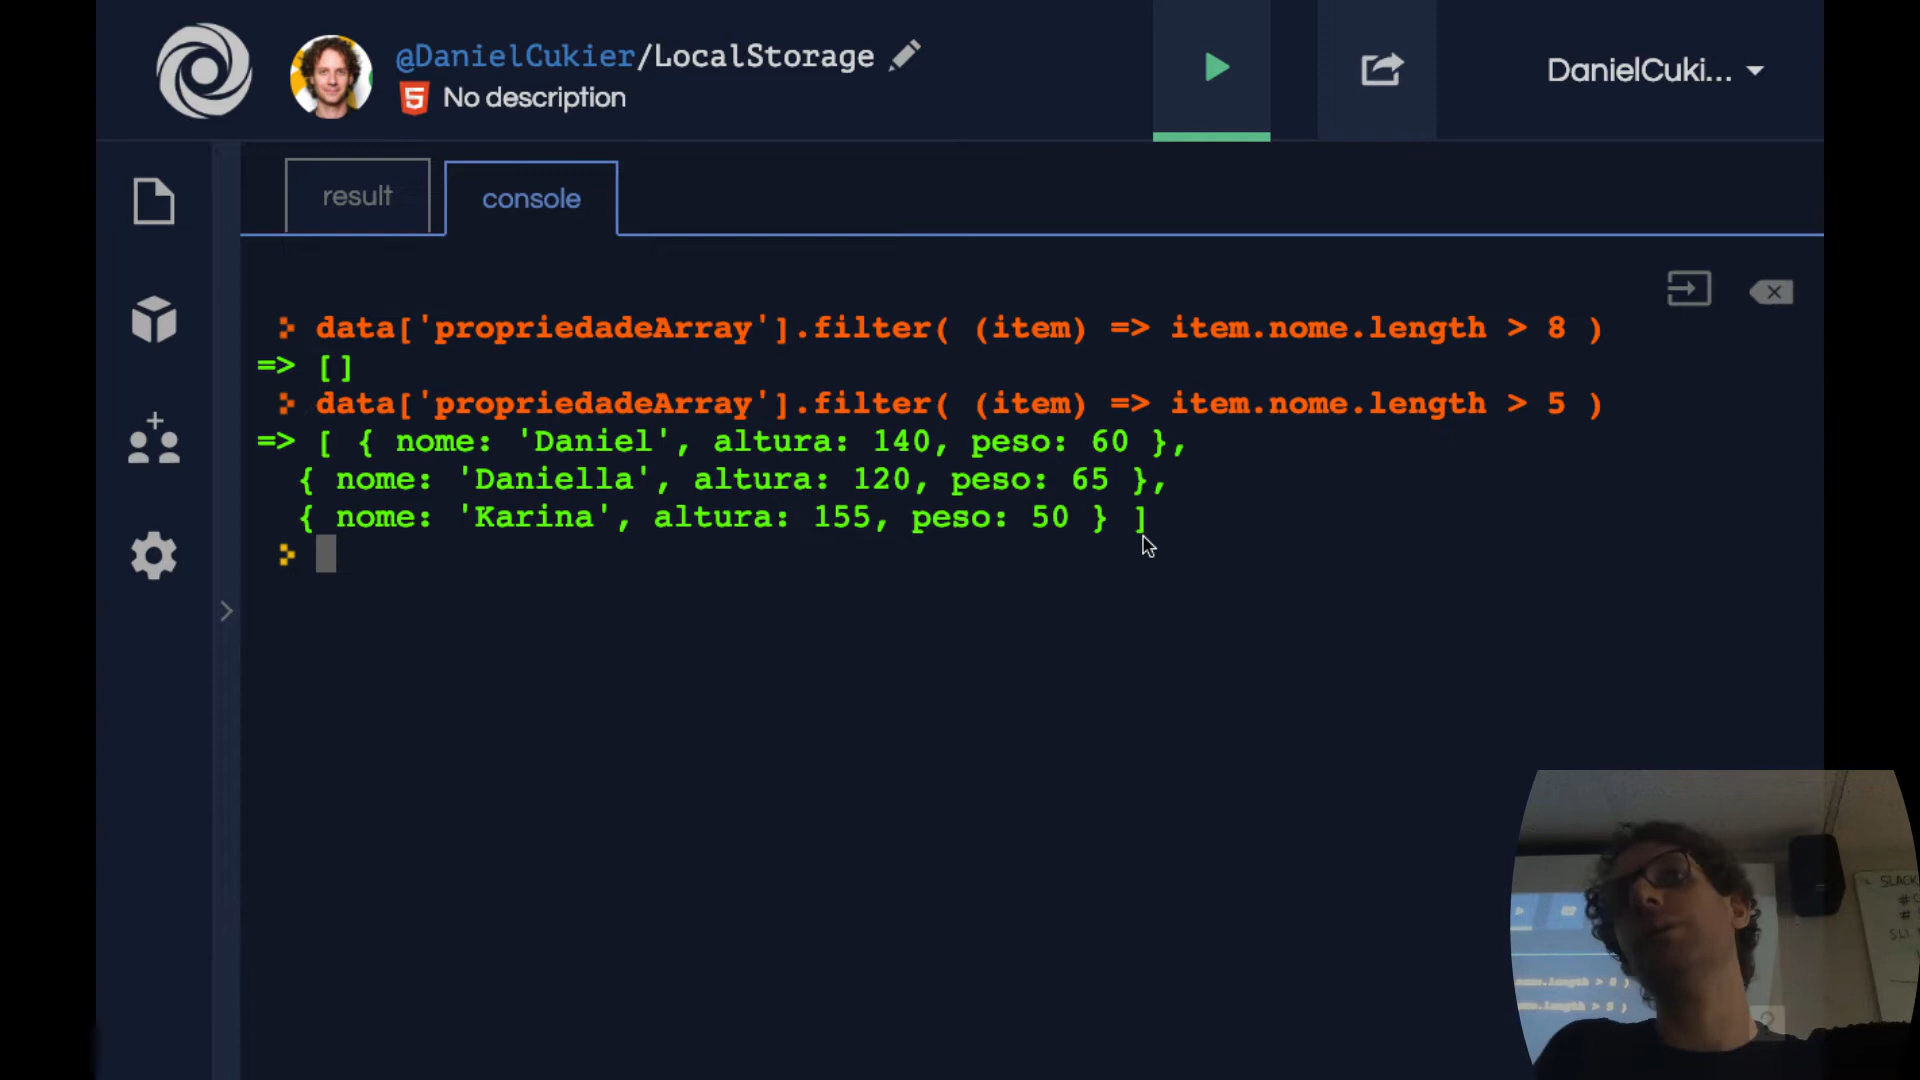 @DanielCukier/LocalStorage
5 No description
DanielCuki...
result
console
data['propriedadeArray'].filter( (item) => item.nome.length > 8 )
=> []
data['propriedadeArray'].filter( (item) => item.nome.length > 5 )
=> [ { nome: 'Daniel', altura: 140, peso: 60 },
{ nome: 'Daniella', altura: 120, peso: 65 },
{ nome: 'Karina', altura: 155, peso: 50 } ]
SLACK